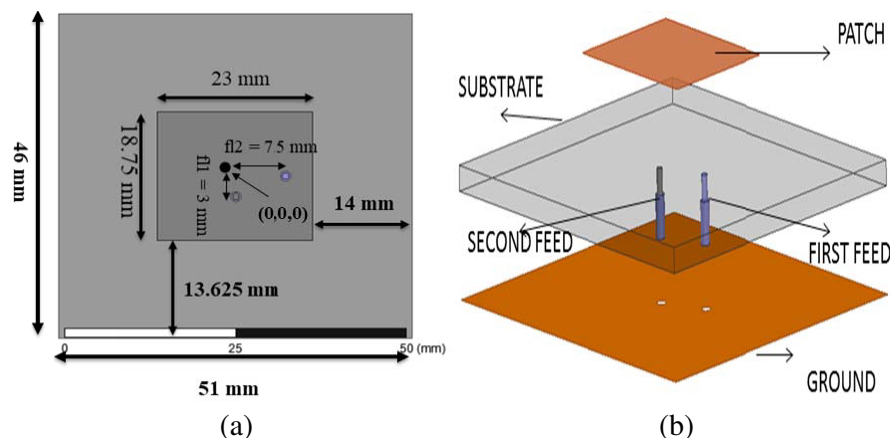 23 mm
18.75 mm
46 mm
fl2 = 7.5 mm
fl1 = 3 mm
(0,0,0)
14 mm
13.625 mm
0
25
50 (mm)
51 mm
(a)
PATCH
SUBSTRATE
SECOND FEED
FIRST FEED
GROUND
(b)